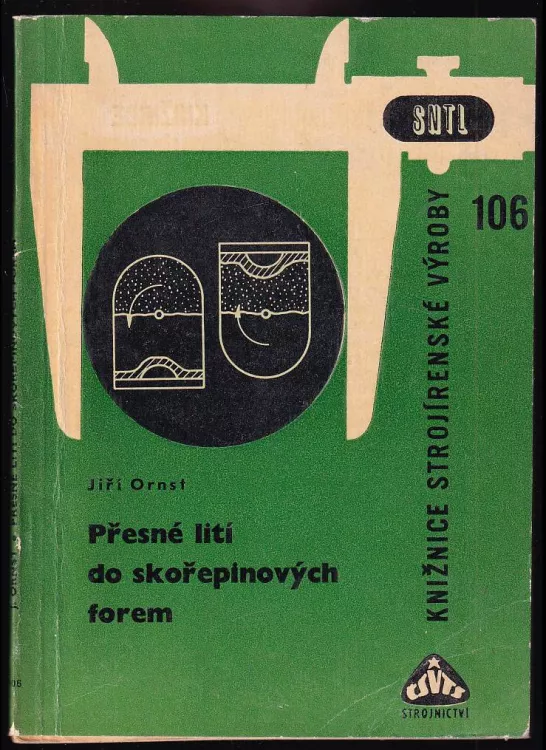 SNTL
106
KNIŽNICE STROJÍRENSKÉ VÝROBY
Jiří Ornst
Přesné lití
do skořepinových
forem
ČSVTS
STROJNICTVÍ